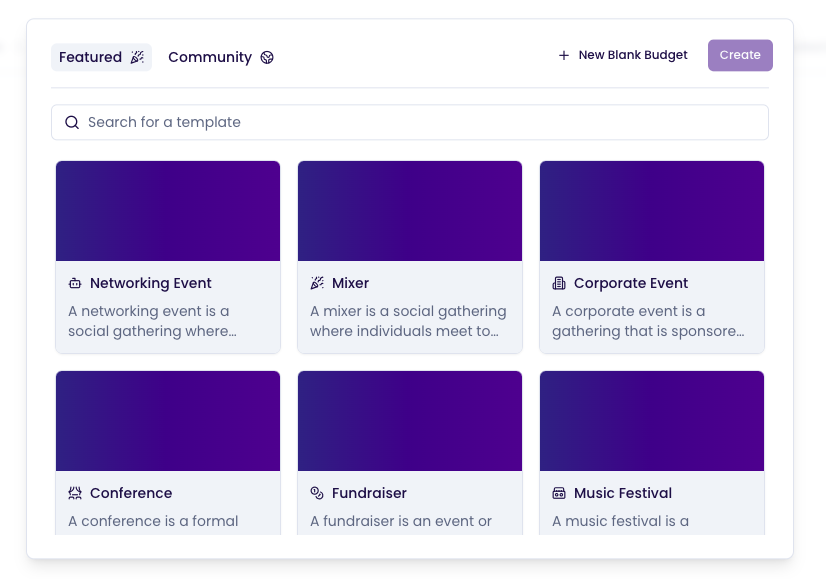 Featured
Community
New Blank Budget
Create
Search for a template
Networking Event
A networking event is a
social gathering where...
Mixer
A mixer is a social gathering
where individuals meet to...
Corporate Event
A corporate event is a
gathering that is sponsore...
Conference
A conference is a formal
Fundraiser
A fundraiser is an event or
Music Festival
A music festival is a